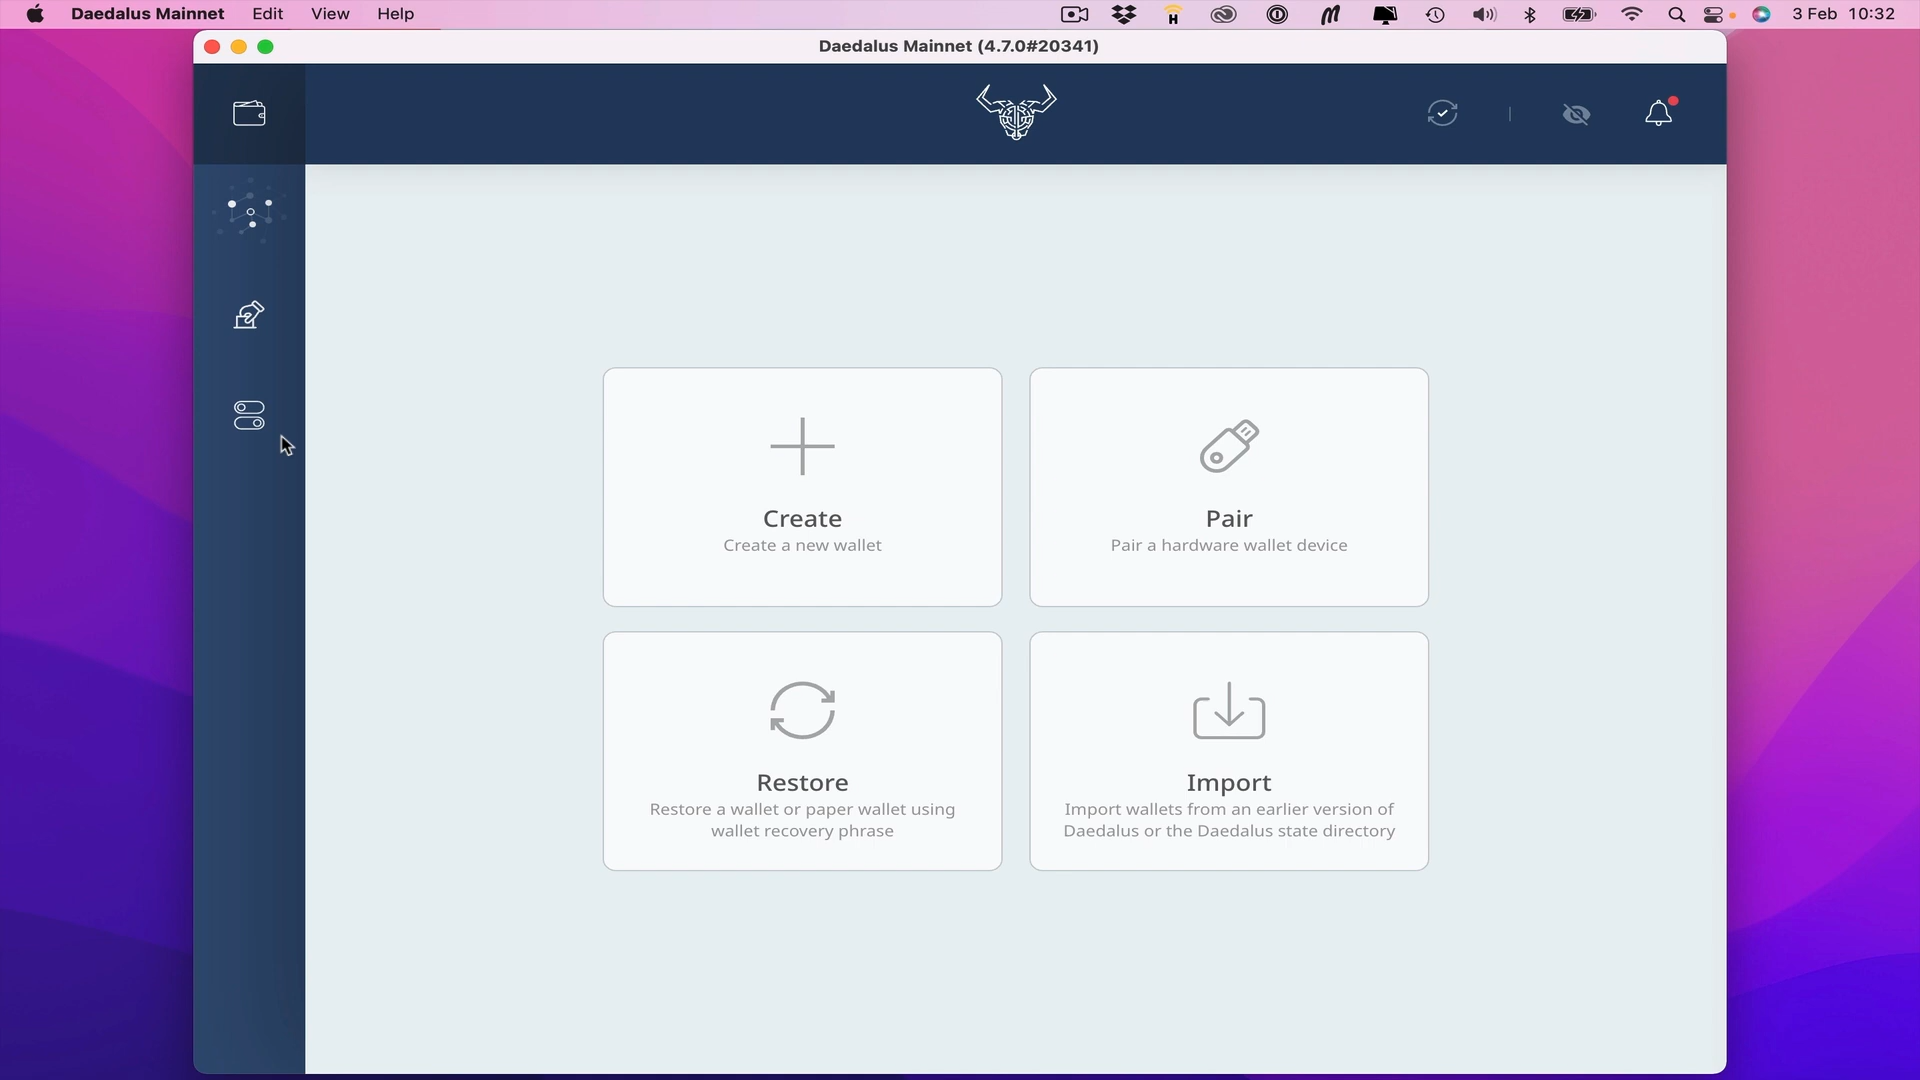 Daedalus Mainnet Edit View Help
3 Feb 10:32
Daedalus Mainnet (4.7.0#20341)
Create
Create a new wallet
Pair
Pair a hardware wallet device
Restore
Restore a wallet or paper wallet using
wallet recovery phrase
Import
Import wallets from an earlier version of
Daedalus or the Daedalus state directory